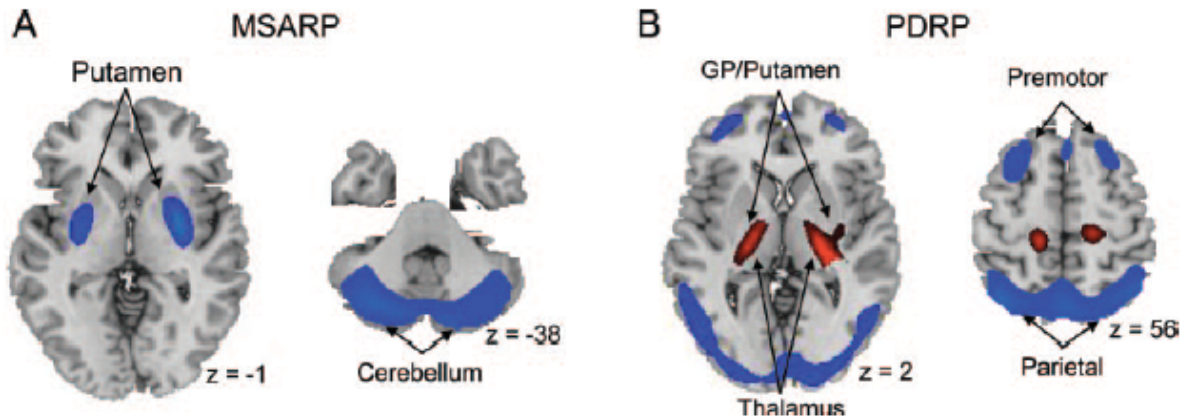 A MSARP
Putamen
z = -1
z = -38
Cerebellum
B PDRP
GP/Putamen
Premotor
z = 2
z = 56
Thalamus
Parietal